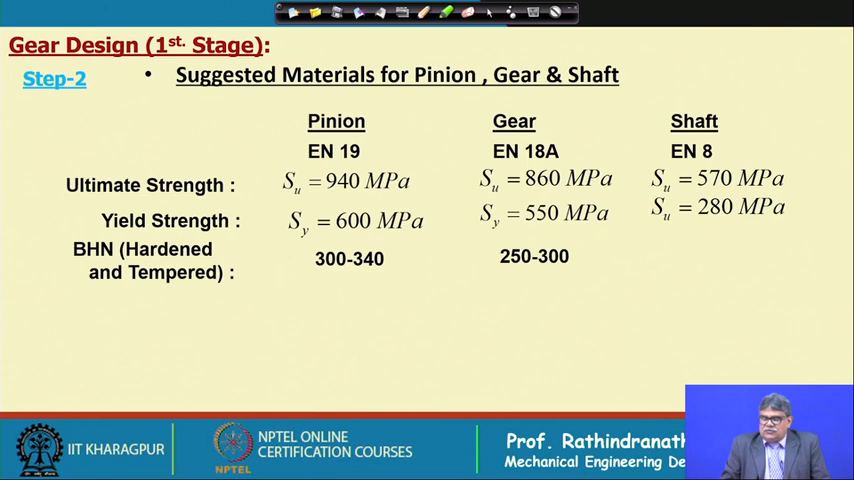 Gear Design (1st. Stage):
Step-2
• Suggested Materials for Pinion , Gear & Shaft
Pinion Gear Shaft
EN 19 EN 18A EN 8
Ultimate Strength : Su = 940 MPa Su = 860 MPa Su = 570 MPa
Yield Strength : Sy = 600 MPa Sy = 550 MPa Su = 280 MPa
BHN (Hardened
and Tempered) : 300-340 250-300
IIT KHARAGPUR
NPTEL
NPTEL ONLINE
CERTIFICATION COURSES
Prof. Rathindranath
Mechanical Engineering De